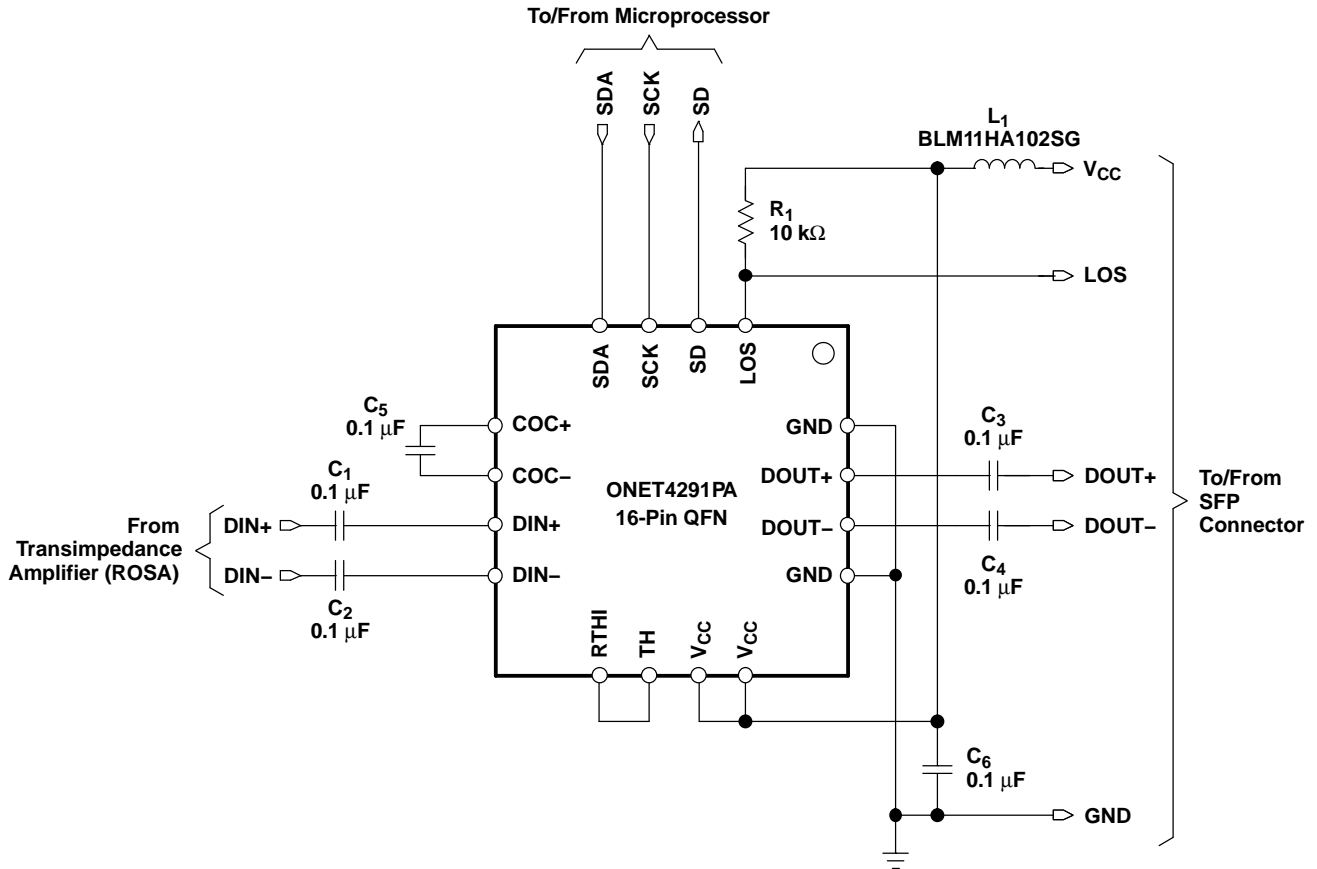 To/From Microprocessor
SDA
SCK
SD
L1
BLM11HA102SG
VCC
R1
10 kΩ
LOS
SDA
SCK
SD
LOS
C5
0.1 μF
COC+
COC–
GND
DOUT+
DOUT–
GND
ONET4291PA
16-Pin QFN
C3
0.1 μF
DOUT+
DOUT–
C4
0.1 μF
To/From
SFP
Connector
C1
0.1 μF
From
Transimpedance
Amplifier (ROSA)
DIN+
DIN–
DIN+
DIN–
C2
0.1 μF
RTHI
TH
VCC
VCC
C6
0.1 μF
GND